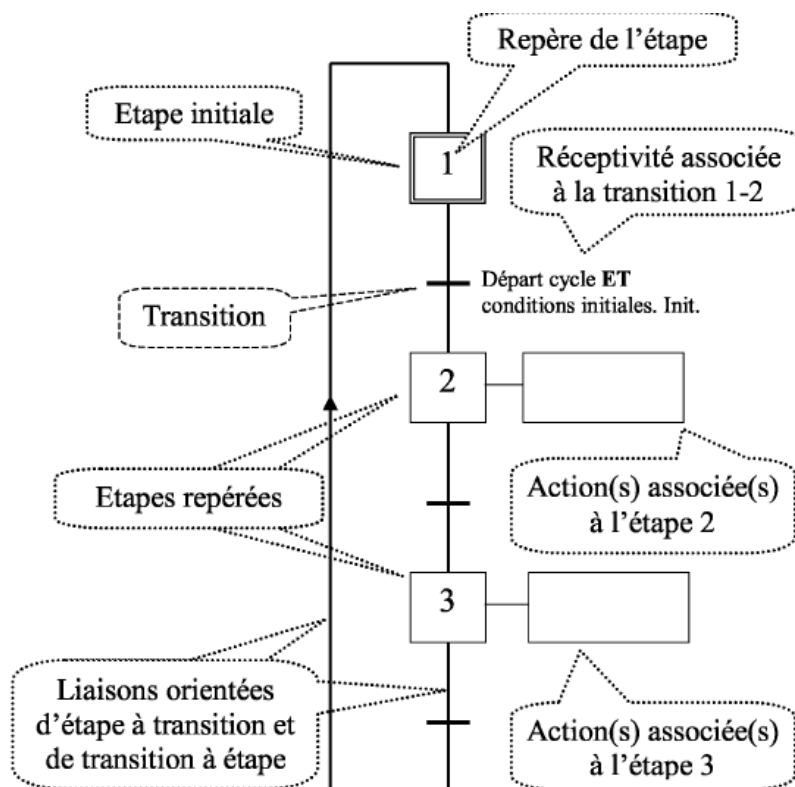 Repère de l’étape
Etape initiale
1
Réceptivité associée
à la transition 1-2
Départ cycle ET
conditions initiales. Init.
Transition
2
Etapes repérées
Action(s) associée(s)
à l’étape 2
3
Liaisons orientées
d’étape à transition et
de transition à étape
Action(s) associée(s)
à l’étape 3